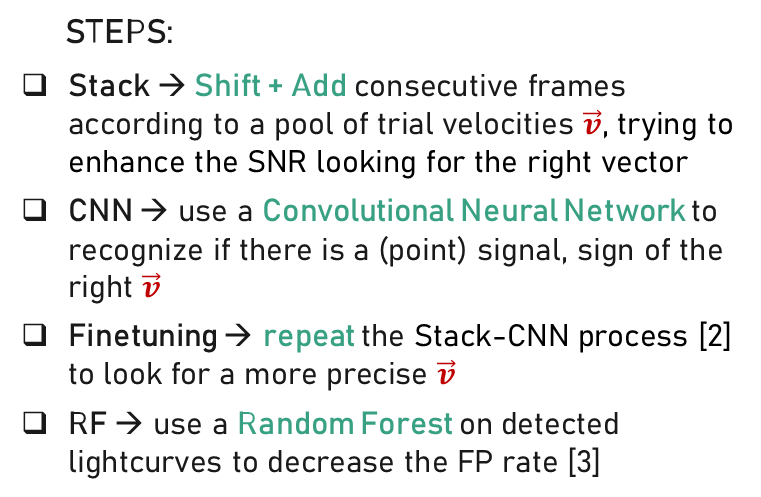 STEPS:
❑ Stack → Shift + Add consecutive frames
according to a pool of trial velocities v⃗, trying to
enhance the SNR looking for the right vector
❑ CNN → use a Convolutional Neural Network to
recognize if there is a (point) signal, sign of the
right v⃗
❑ Finetuning → repeat the Stack-CNN process [2]
to look for a more precise v⃗
❑ RF → use a Random Forest on detected
lightcurves to decrease the FP rate [3]